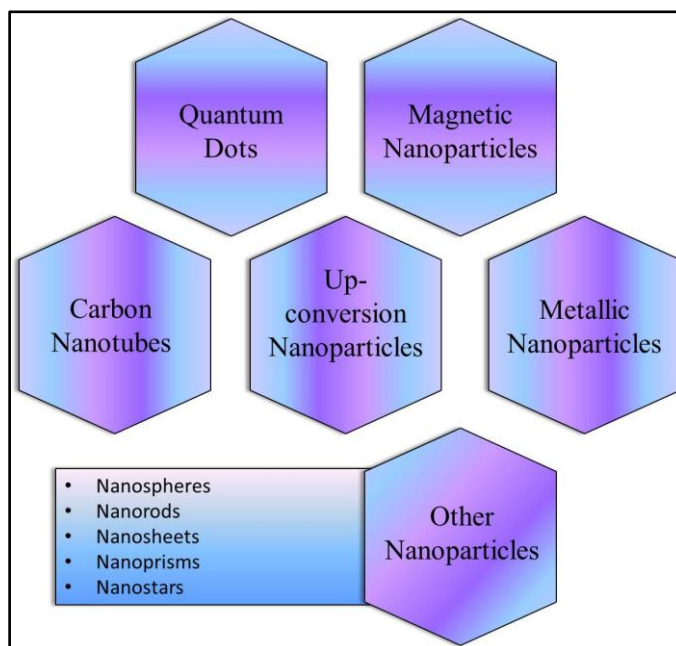 Quantum
Dots
Magnetic
Nanoparticles
Carbon
Nanotubes
Up-
conversion
Nanoparticles
Metallic
Nanoparticles
• Nanospheres
• Nanorods
• Nanosheets
• Nanoprisms
• Nanostars
Other
Nanoparticles